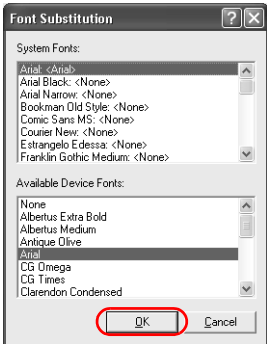 Font Substitution
System Fonts:
Arial: <Arial>
Arial Black: <None>
Arial Narrow: <None>
Bookman Old Style: <None>
Comic Sans MS: <None>
Courier New: <None>
Estrangelo Edessa: <None>
Franklin Gothic Medium: <None>
Available Device Fonts:
None
Albertus Extra Bold
Albertus Medium
Antique Olive
Arial
CG Omega
CG Times
Clarendon Condensed
OK Cancel